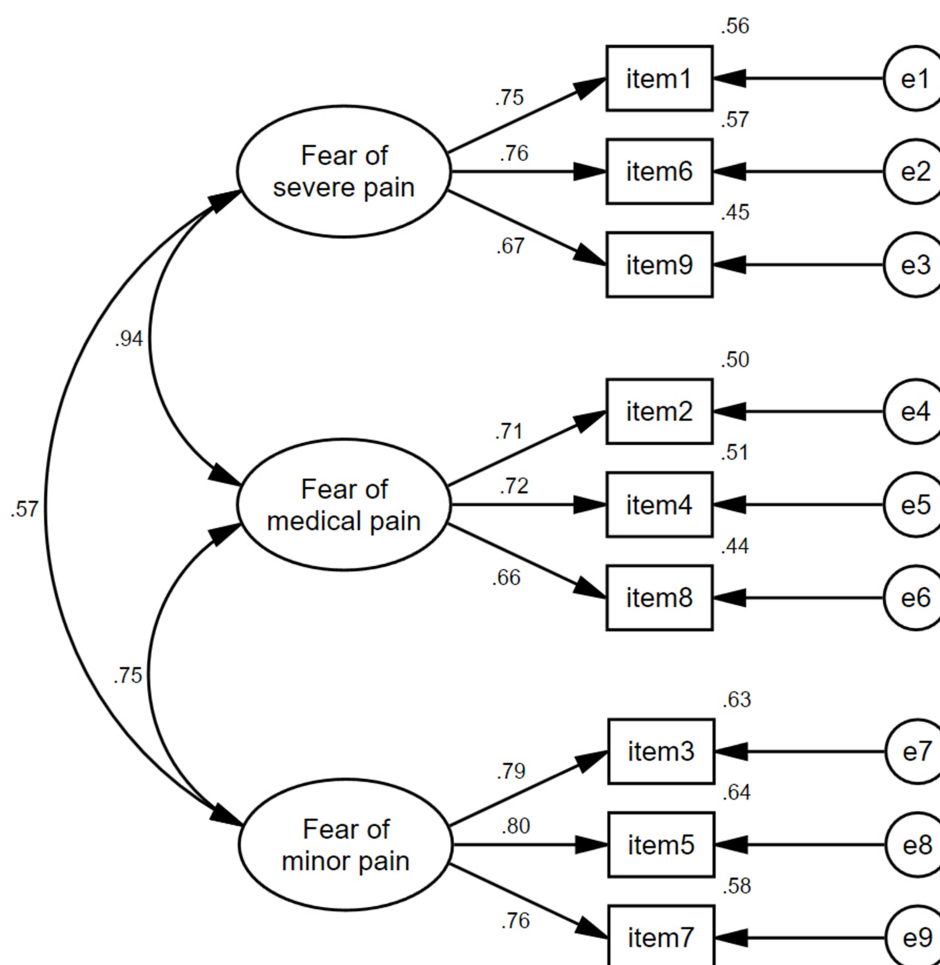 .56
item1
e1
.75
.57
Fear of
severe pain
.76
item6
e2
.45
.67
item9
e3
.94
.50
item2
e4
.71
.51
Fear of
medical pain
.72
item4
e5
.44
.66
item8
e6
.57
.75
.63
item3
e7
.79
.64
Fear of
minor pain
.80
item5
e8
.58
.76
item7
e9